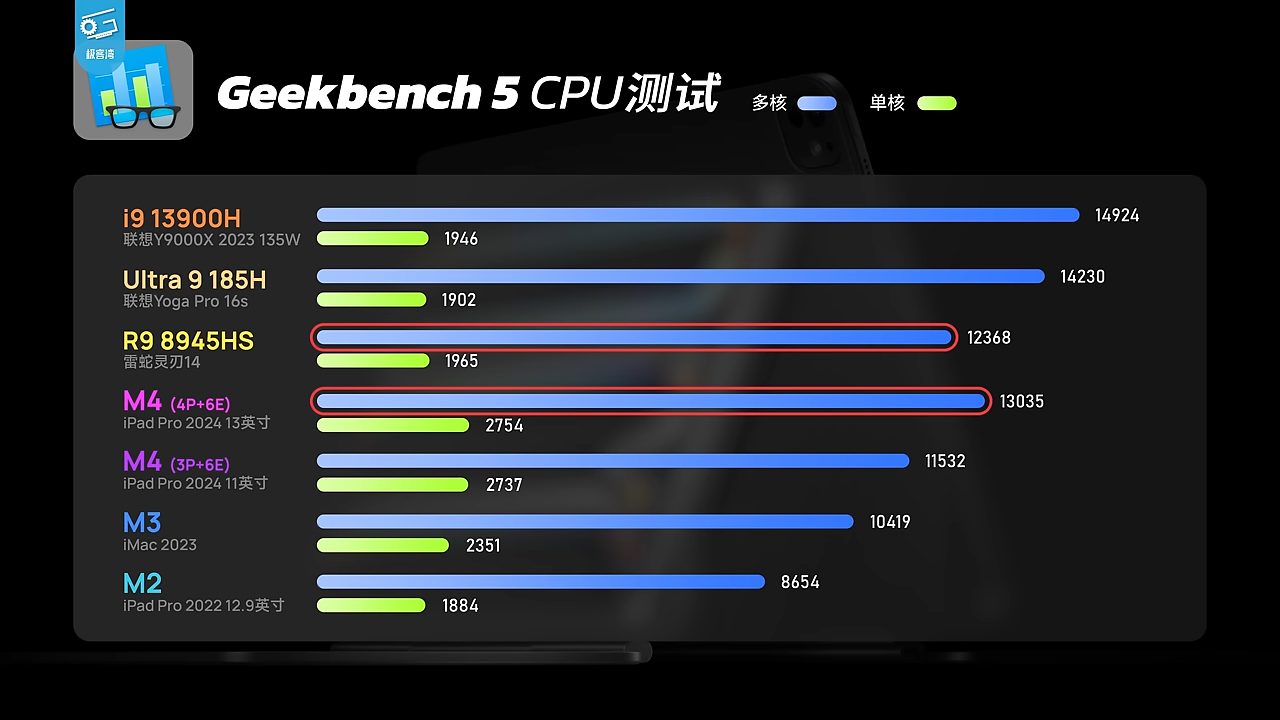 极客湾
Geekbench 5 CPU测试
多核
单核
i9 13900H
联想Y9000X 2023 135W
14924
1946
Ultra 9 185H
联想Yoga Pro 16s
14230
1902
R9 8945HS
雷蛇灵刃14
12368
1965
M4 (4P+6E)
iPad Pro 2024 13英寸
13035
2754
M4 (3P+6E)
iPad Pro 2024 11英寸
11532
2737
M3
iMac 2023
10419
2351
M2
iPad Pro 2022 12.9英寸
8654
1884